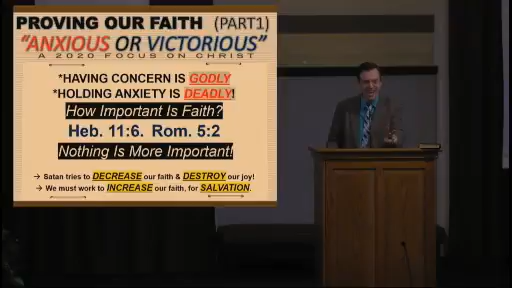 PROVING OUR FAITH (PART1)
"ANXIOUS OR VICTORIOUS"
A 2020 FOCUS ON CHRIST
*HAVING CONCERN IS GODLY
*HOLDING ANXIETY IS DEADLY!
How Important Is Faith?
Heb. 11:6. Rom. 5:2
Nothing Is More Important!
→ Satan tries to DECREASE our faith & DESTROY our joy!
→ We must work to INCREASE our faith, for SALVATION.